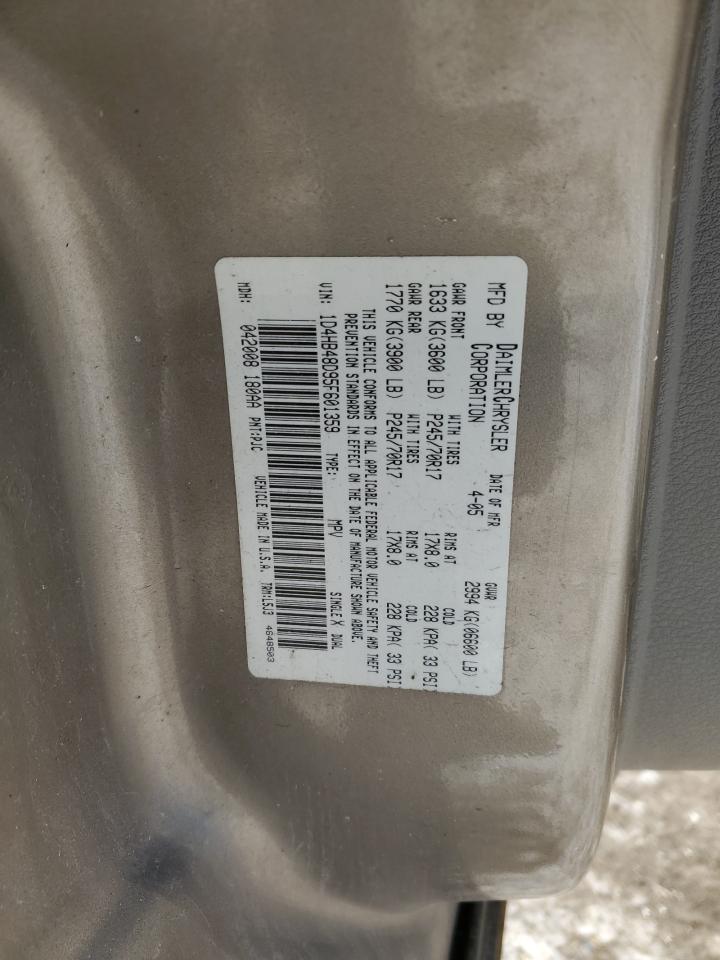 MFD BY DAIMLERCHRYSLER CORPORATION
DATE OF MFR 4-05
GVWR 2994 KG(06600 LB)
GAWR FRONT WITH TIRES RIMS AT COLD
1633 KG(3600 LB) P245/70R17 17X8.0 228 KPA( 33 PSI)
GAWR REAR WITH TIRES RIMS AT COLD
1770 KG(3900 LB) P245/70R17 17X8.0 228 KPA( 33 PSI)
THIS VEHICLE CONFORMS TO ALL APPLICABLE FEDERAL MOTOR VEHICLE SAFETY AND THEFT
PREVENTION STANDARDS IN EFFECT ON THE DATE OF MANUFACTURE SHOWN ABOVE.
VIN: 1D4HB48D95F601359 TYPE: MPV SINGLE X DUAL
MDH: 042008 180AA PNT:PJC VEHICLE MADE IN U.S.A. TRM:L5J3 4648503